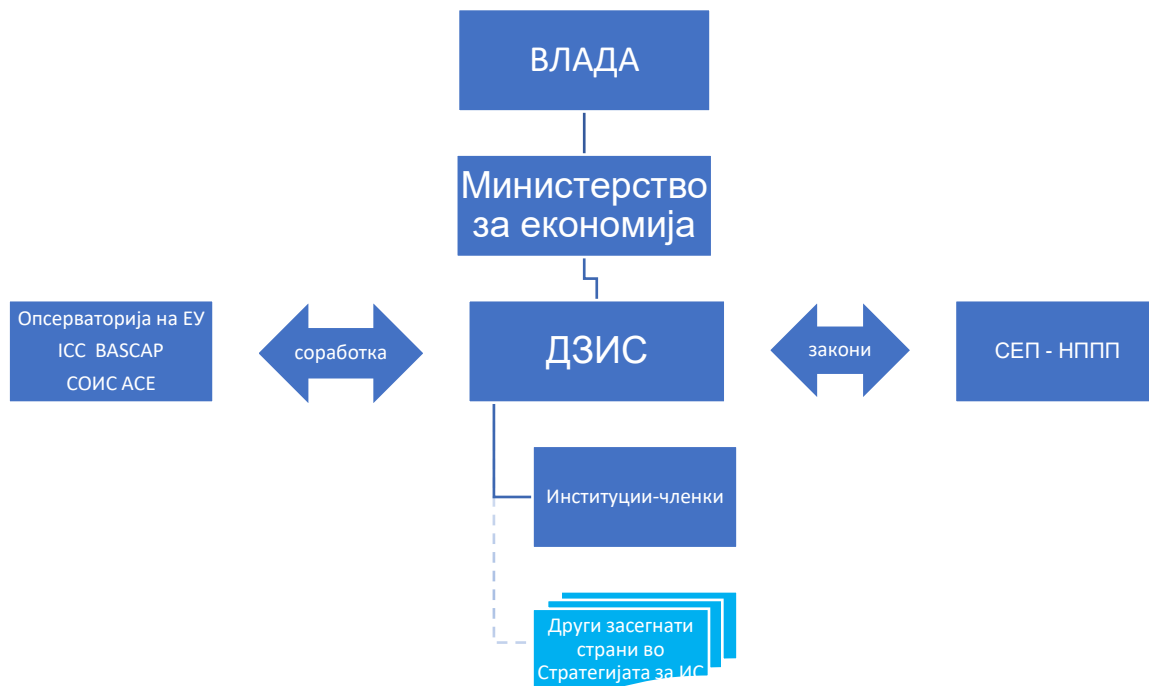 ВЛАДА
Министерство
за економија
Опсерваторија на ЕУ
ICC BASCAP
СОИС ACE
соработка
ДЗИС
закони
СЕП - НППП
Институции-членки
Други засегнати
страни во
Стратегијата за ИС